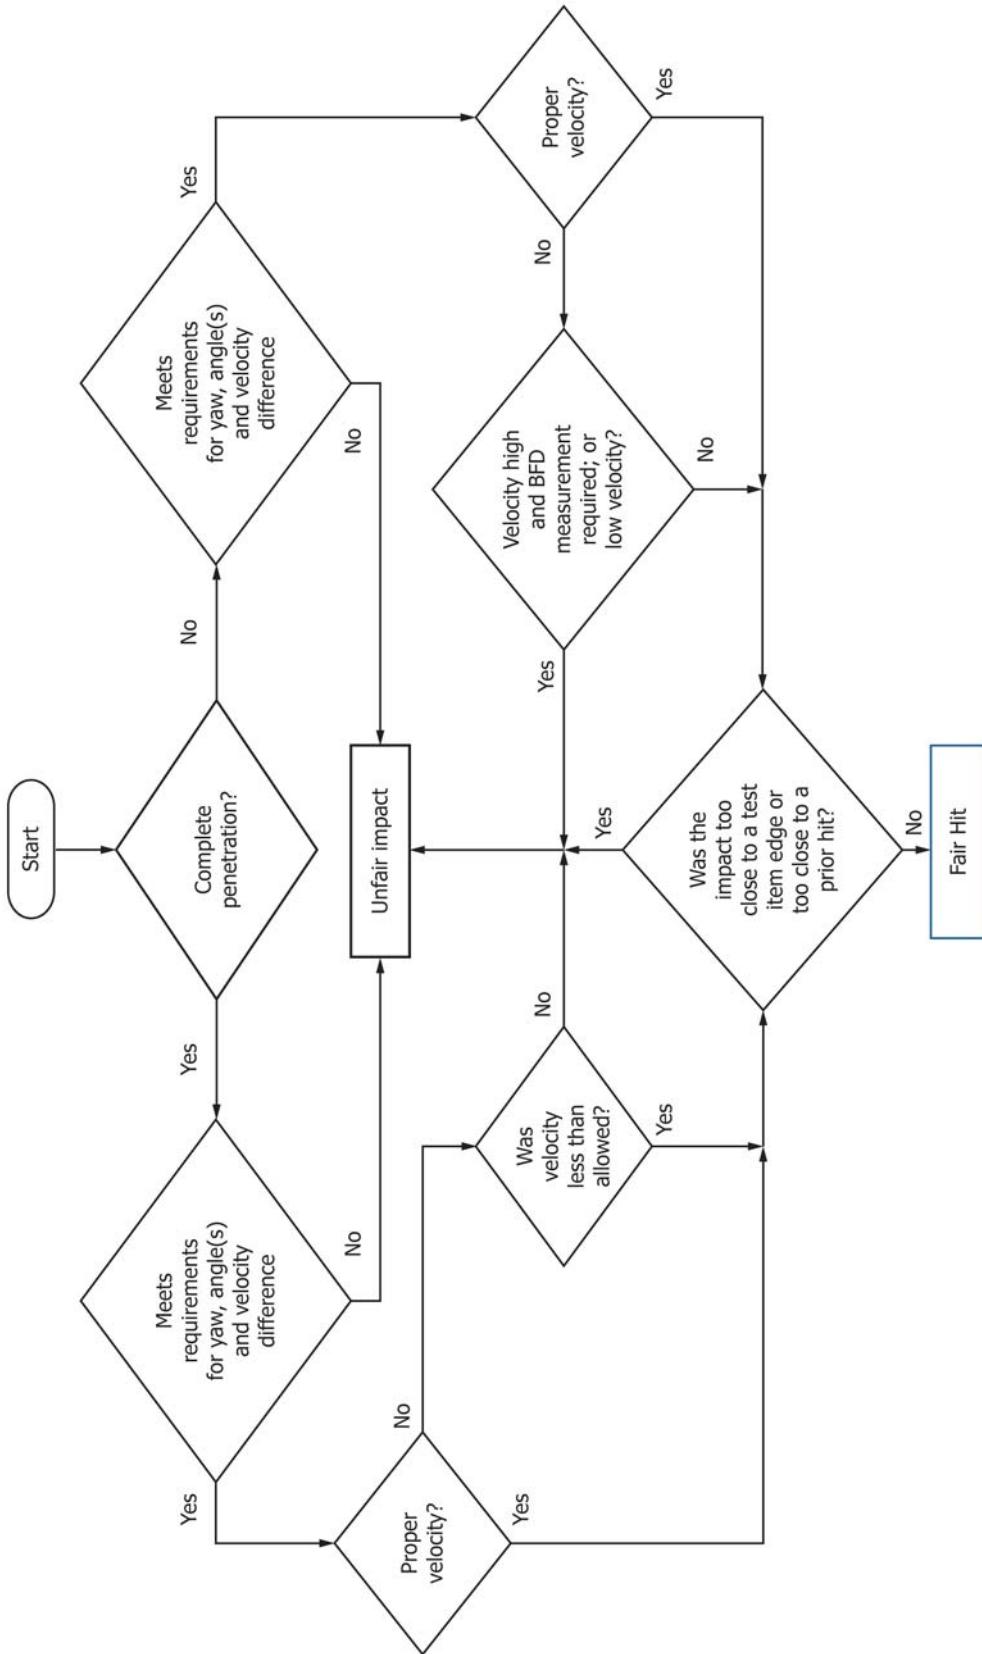 Start
Complete
penetration?
Yes
No
Meets
requirements
for yaw, angle(s)
and velocity
difference
Yes
No
Meets
requirements
for yaw, angle(s)
and velocity
difference
Yes
No
Unfair impact
Proper
velocity?
No
Yes
Was
velocity
less than
allowed?
No
Yes
Proper
velocity?
No
Yes
Velocity high
and BFD
measurement
required; or
low velocity?
Yes
No
Was the
impact too
close to a test
item edge or
too close to a
prior hit?
Yes
No
Fair Hit